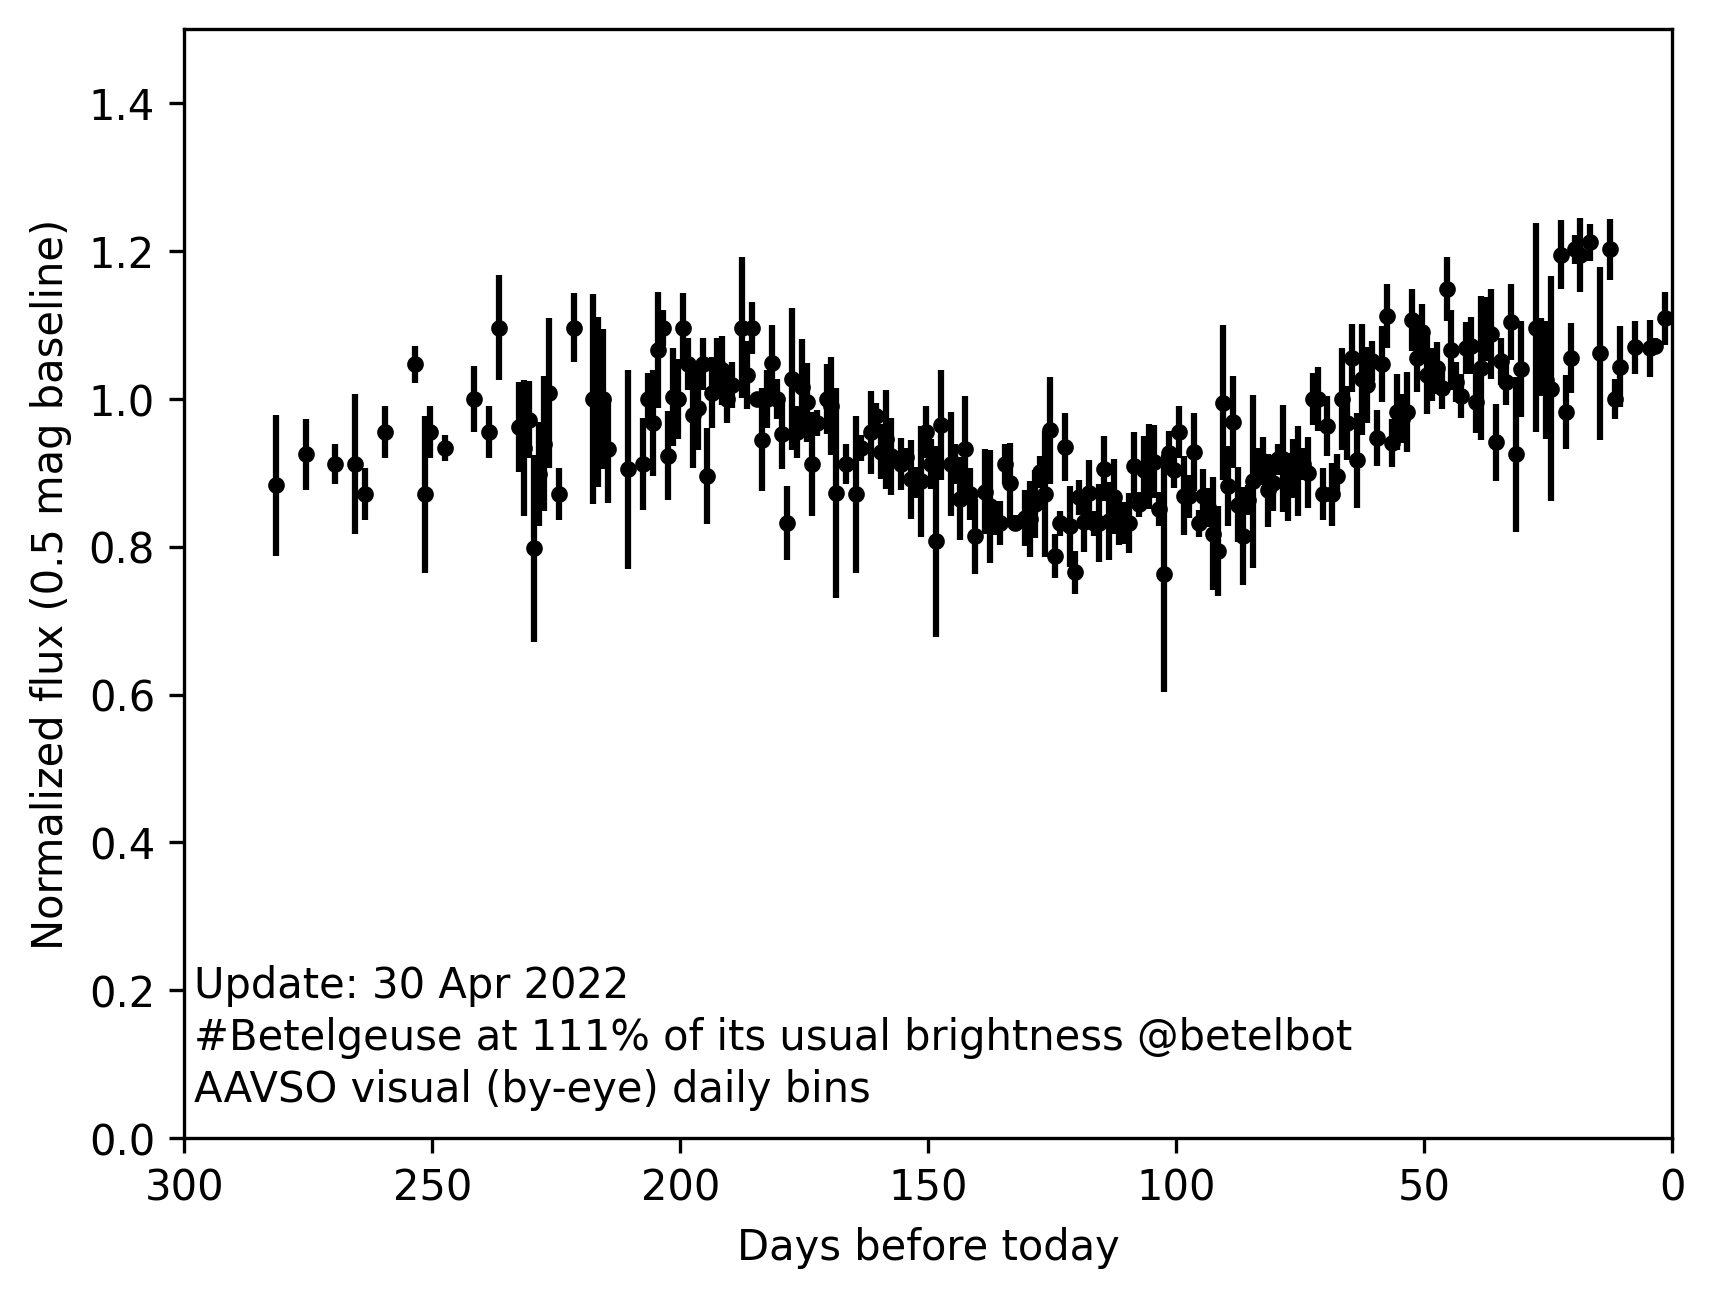 1.4
1.2
1.0
0.8
0.6
0.4
0.2
0.0
Normalized flux (0.5 mag baseline)
Update: 30 Apr 2022
#Betelgeuse at 111% of its usual brightness @betelbot
AAVSO visual (by-eye) daily bins
300 250 200 150 100 50 0
Days before today